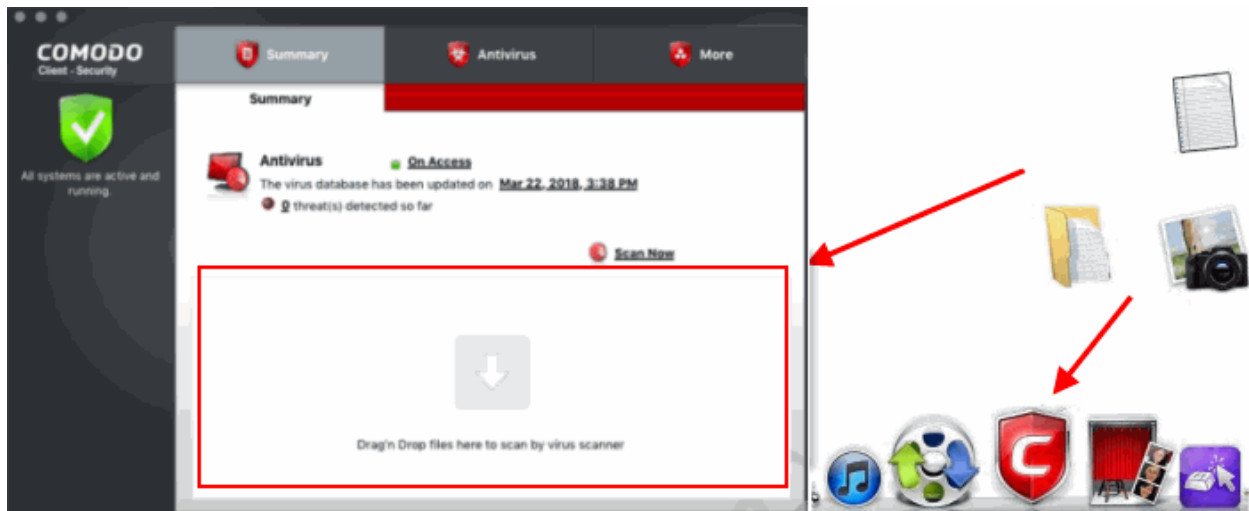 COMODO
Client - Security
Summary
Antivirus
More
Summary
All systems are active and
running.
Antivirus
On Access
The virus database has been updated on Mar 22, 2018, 3:38 PM
0 threat(s) detected so far
Scan Now
Drag'n Drop files here to scan by virus scanner
C